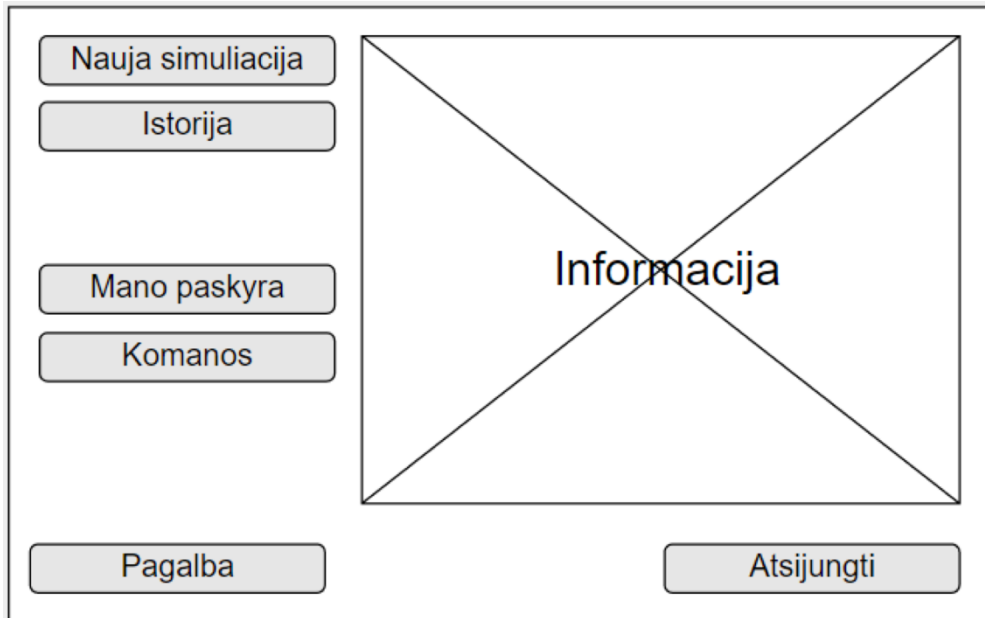 Nauja simuliacija
Istorija
Informacija
Mano paskyra
Komanos
Pagalba
Atsijungti